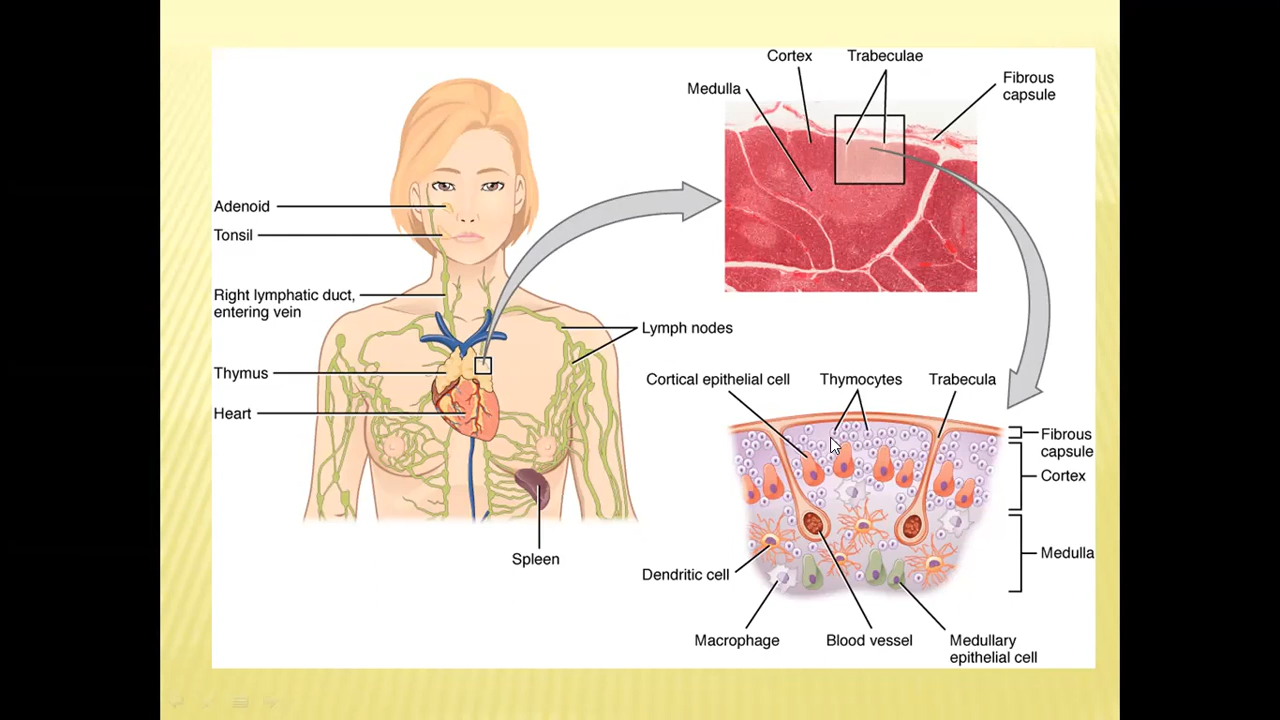 Adenoid
Tonsil
Right lymphatic duct,
entering vein
Thymus
Heart
Lymph nodes
Spleen
Cortex
Trabeculae
Medulla
Fibrous
capsule
Cortical epithelial cell
Thymocytes
Trabecula
Fibrous
capsule
Cortex
Medulla
Dendritic cell
Macrophage
Blood vessel
Medullary
epithelial cell